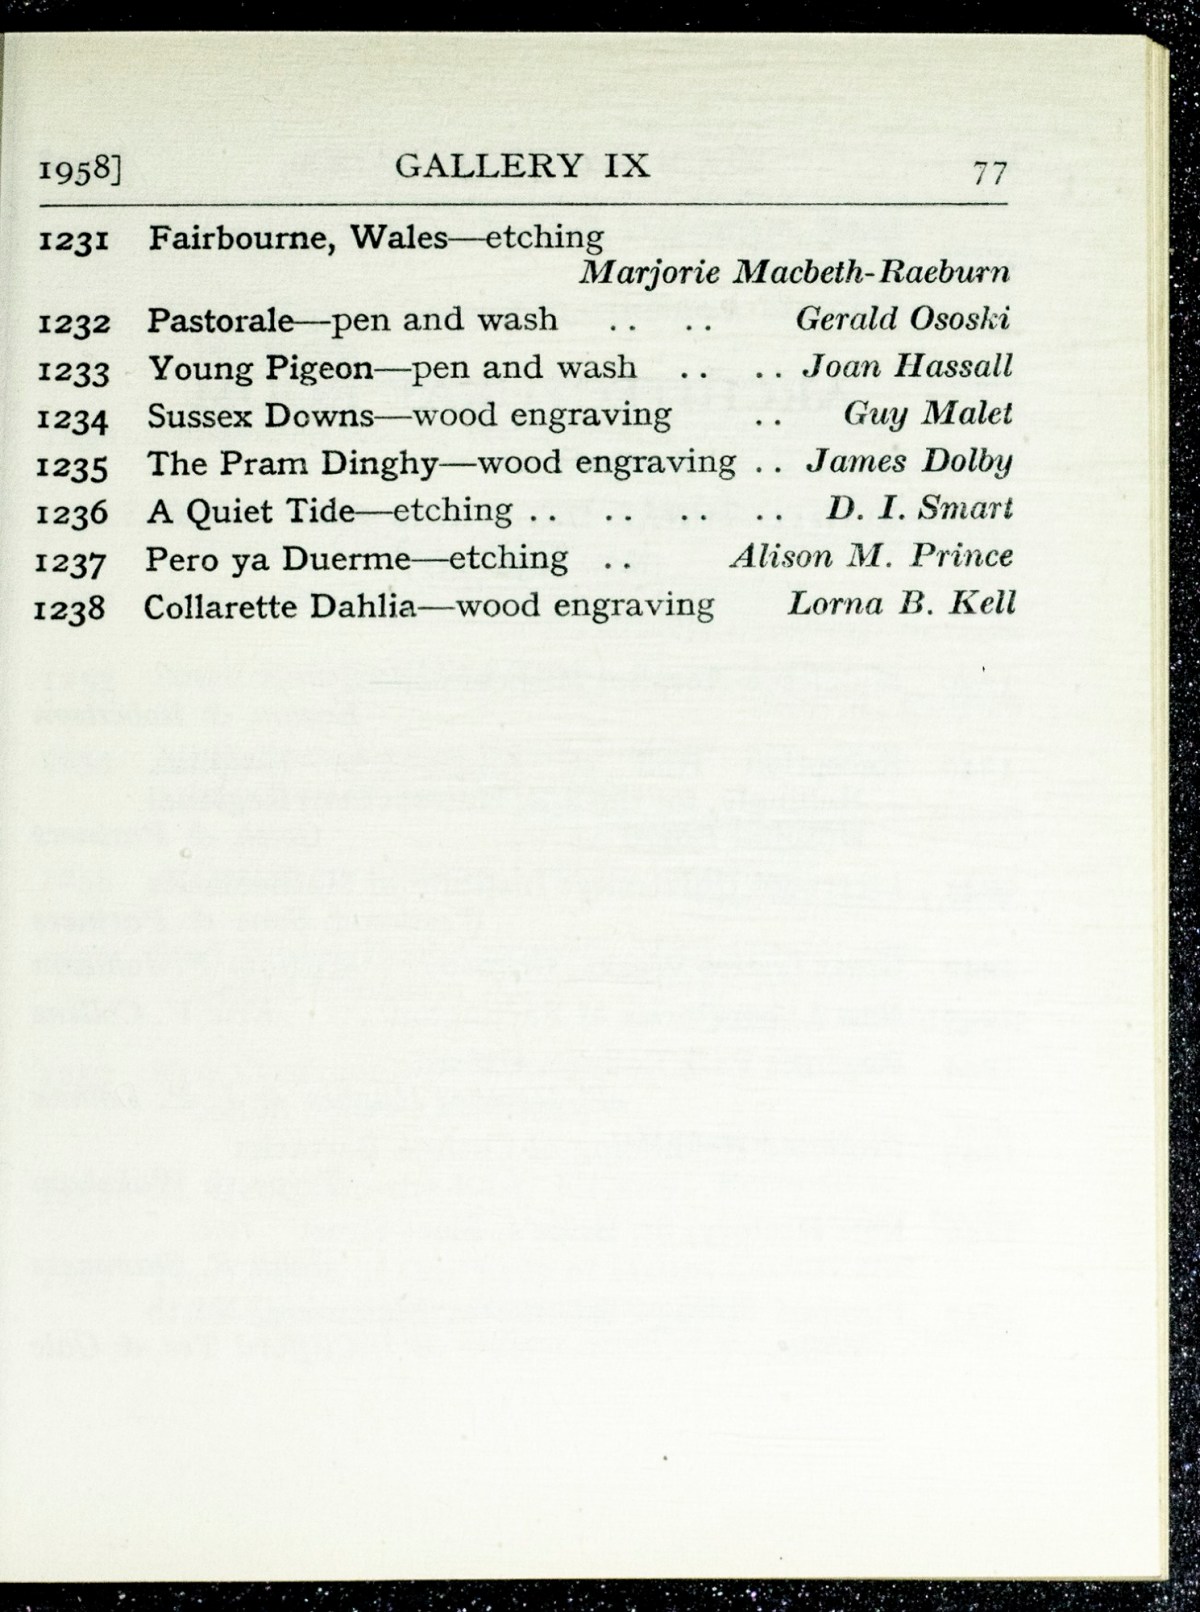 1958] GALLERY IX 77
1231 Fairbourne, Wales—etching
Marjorie Macbeth-Raeburn
1232 Pastorale—pen and wash .. .. Gerald Ososki
1233 Young Pigeon—pen and wash .. .. Joan Hassall
1234 Sussex Downs—wood engraving .. Guy Malet
1235 The Pram Dinghy—wood engraving .. James Dolby
1236 A Quiet Tide—etching .. .. .. .. D. I. Smart
1237 Pero ya Duerme—etching .. Alison M. Prince
1238 Collarette Dahlia—wood engraving Lorna B. Kell